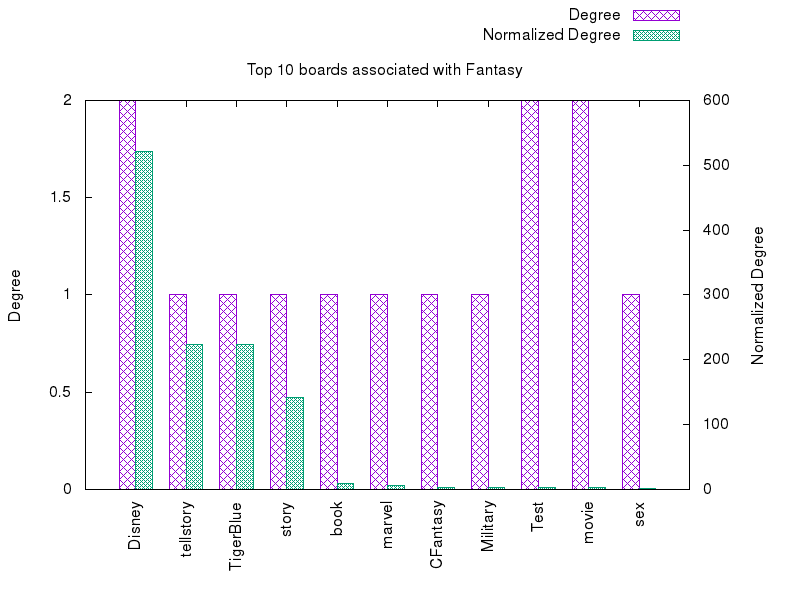 Degree
Normalized Degree
Top 10 boards associated with Fantasy
2
1.5
1
0.5
0
600
500
400
300
200
100
0
Degree
Normalized Degree
Disney
tellstory
TigerBlue
story
book
marvel
CFantasy
Military
Test
movie
sex